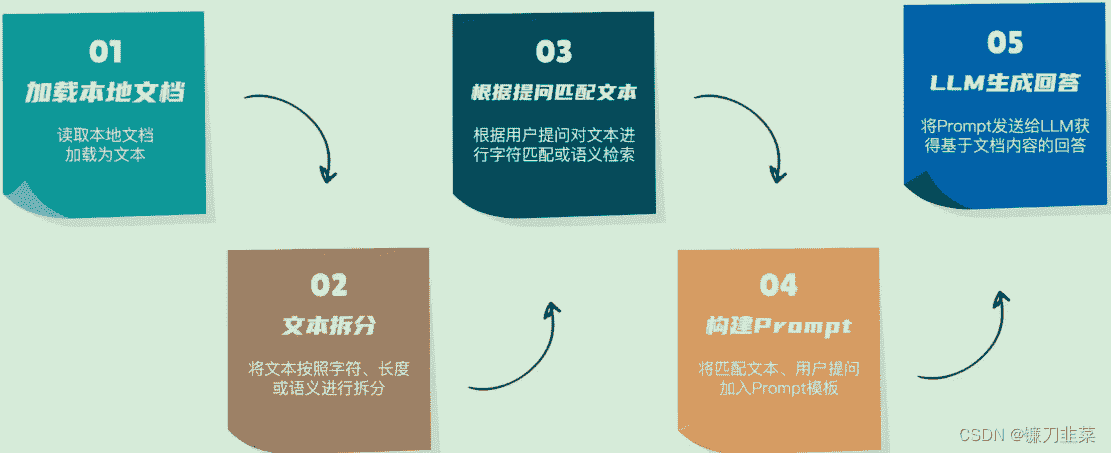 01
加载本地文档
读取本地文档
加载为文本
02
文本拆分
将文本按照字符、长度
或语义进行拆分
03
根据提问匹配文本
根据用户提问对文本进
行字符匹配或语义检索
04
构建Prompt
将匹配文本、用户提问
加入Prompt模板
05
LLM生成回答
将Prompt发送给LLM获
得基于文档内容的回答
CSDN @镰刀韭菜